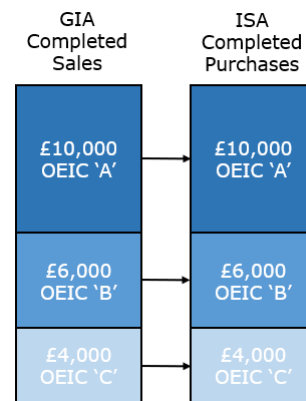 GIA
Completed
Sales
ISA
Completed
Purchases
£10,000
OEIC ‘A’
£10,000
OEIC ‘A’
£6,000
OEIC ‘B’
£6,000
OEIC ‘B’
£4,000
OEIC ‘C’
£4,000
OEIC ‘C’